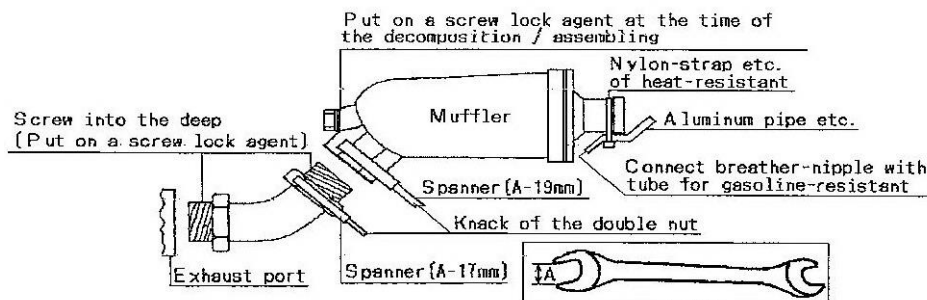 Put on a screw lock agent at the time of
the decomposition / assembling
Nylon-strap etc.
of heat-resistant
Screw into the deep
(Put on a screw lock agent)
Muffler
Aluminum pipe etc.
Connect breather-nipple with
tube for gasoline-resistant
Spanner(A-19mm)
Knack of the double nut
Exhaust port
Spanner(A-17mm)
A